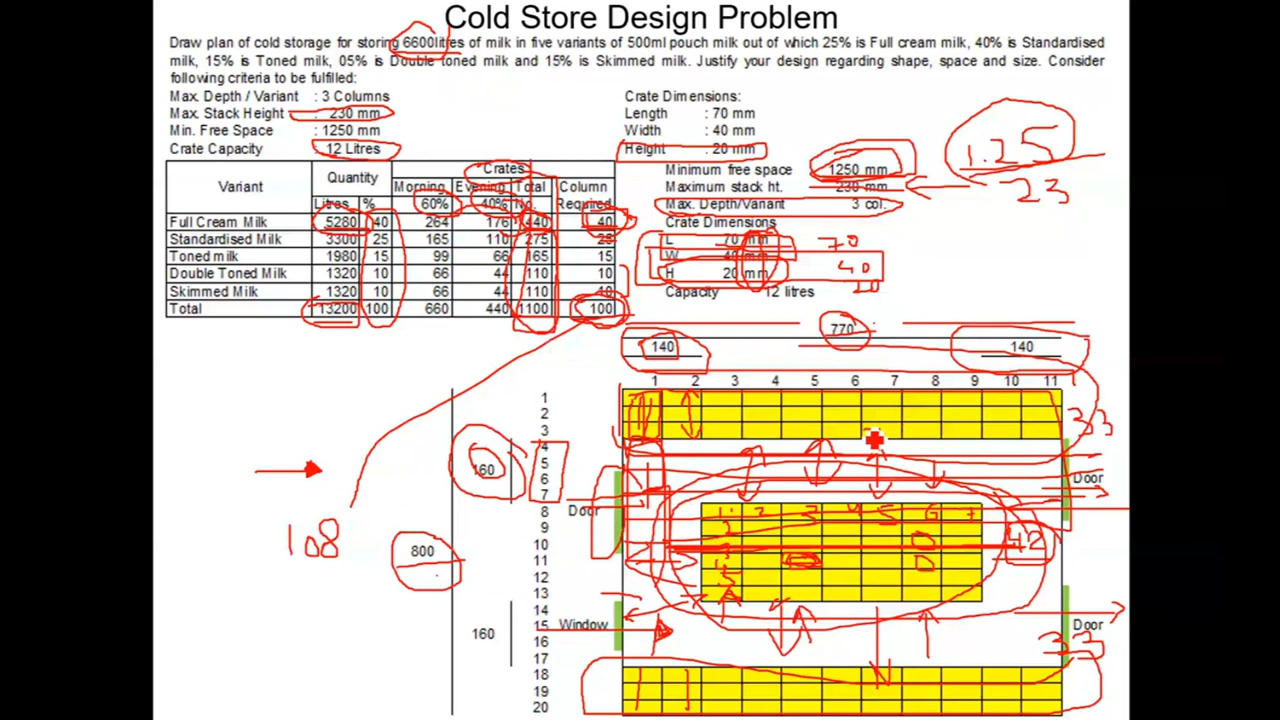 Cold Store Design Problem
Draw plan of cold storage for storing 6600litres of milk in five variants of 500ml pouch milk out of which 25% is Full cream milk, 40% is Standardised
milk, 15% is Toned milk, 05% is Double toned milk and 15% is Skimmed milk. Justify your design regarding shape, space and size. Consider
following criteria to be fulfilled:
Max. Depth / Variant : 3 Columns
Max. Stack Height : 230 mm
Min. Free Space : 1250 mm
Crate Capacity : 12 Litres
Crate Dimensions:
Length : 70 mm
Width : 40 mm
Height : 20 mm
Variant Quantity Crates Column Required
Morning Evening Total
Litres % 60% 40% No.
Full Cream Milk 5280 40 264 176 440 40
Standardised Milk 3300 25 165 110 275 25
Toned milk 1980 15 99 66 165 15
Double Toned Milk 1320 10 66 44 110 10
Skimmed Milk 1320 10 66 44 110 10
Total 13200 100 660 440 1100 100
Minimum free space 1250 mm
Maximum stack ht. 230 mm
Max. Depth/Variant 3 col.
Crate Dimensions
L 70 mm
W 40 mm
H 20 mm
Capacity 12 litres
1.25
23
70
40
20
770
140 140
1 2 3 4 5 6 7 8 9 10 11
1
2
3
4
5
6
7
8
9
10
11
12
13
14
15
16
17
18
19
20
160
800
160
108
Door
Door
Window
Door
33
42
33
1 2 3 4 5 6 7
2